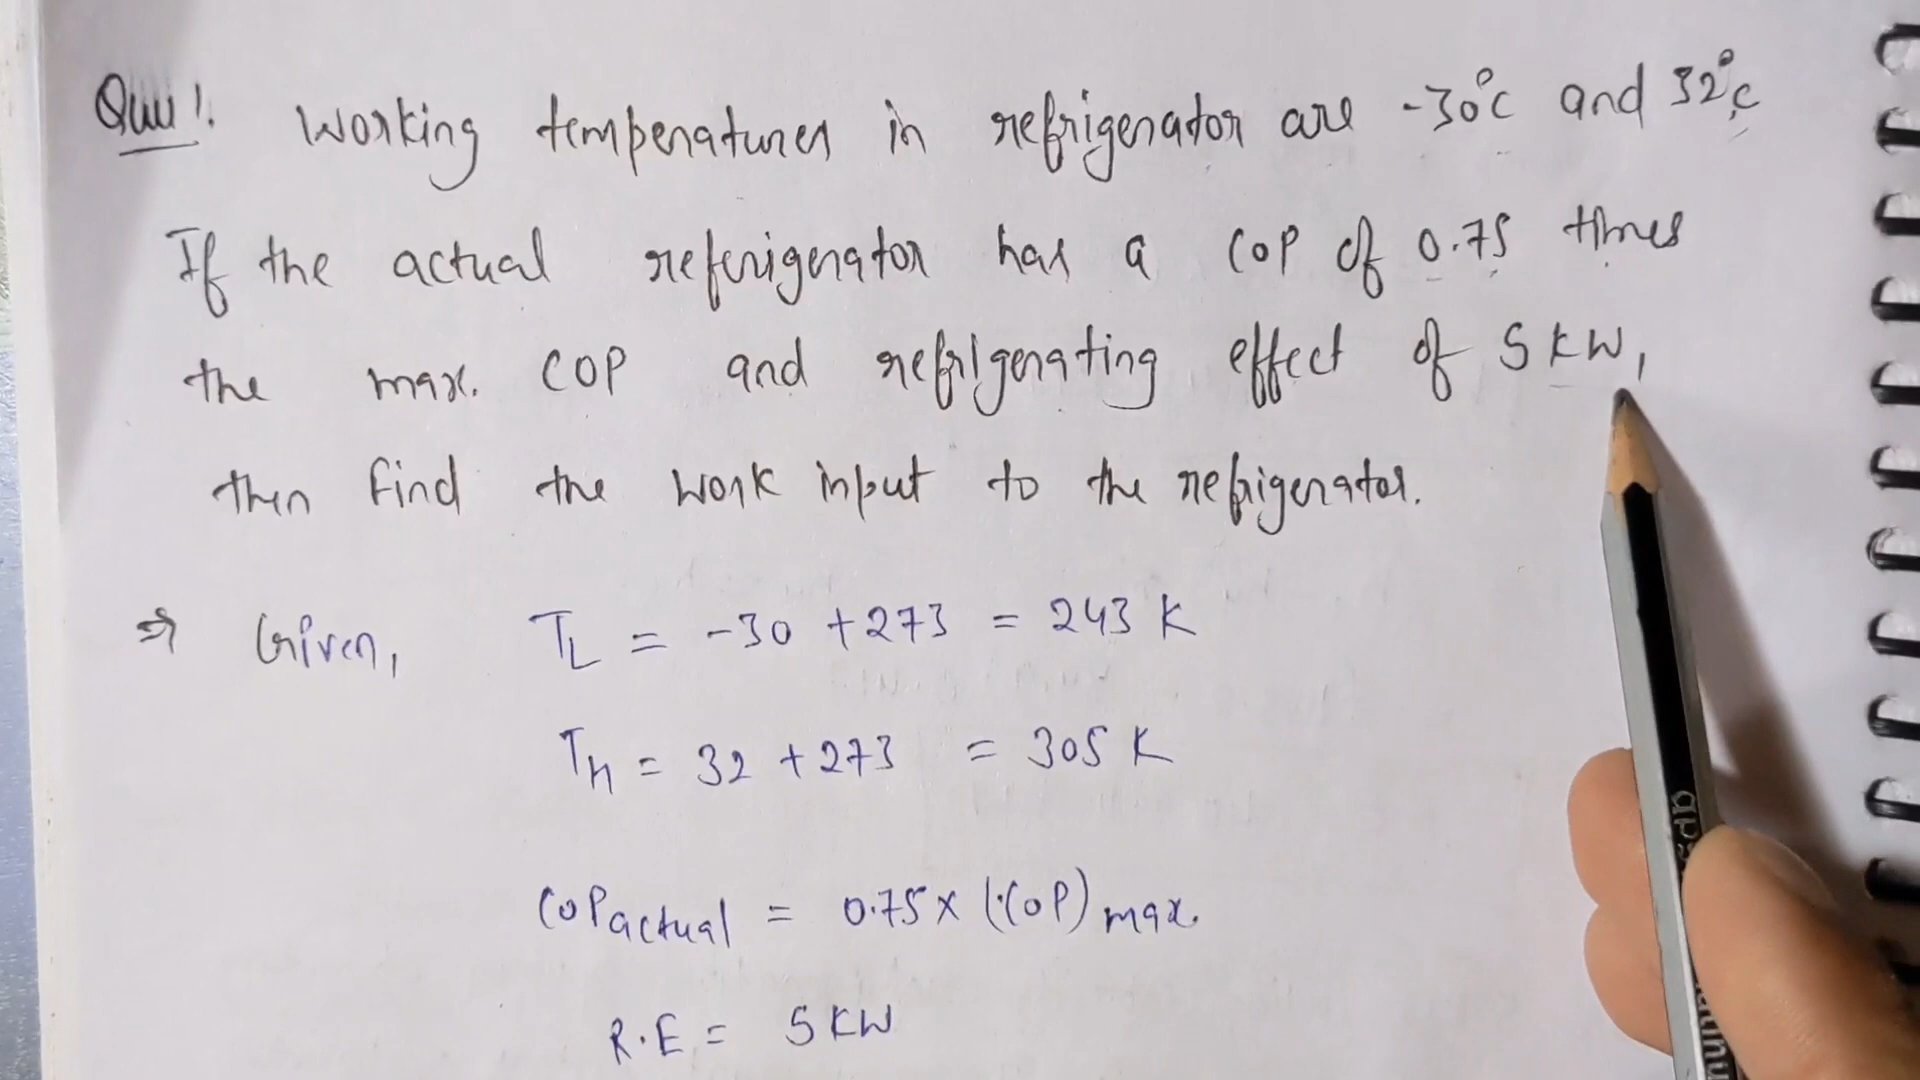 Que! Working temperatures in refrigerator are -30°C and 32°C
If the actual referigerator has a COP of 0.75 times
the max. COP and refrigerating effect of 5 KW,
then find the work input to the refrigerator.
⇒ Given, TL = -30 + 273 = 243 K
Th = 32 + 273 = 305 K
COPactual = 0.75 × (COP) max.
R.E = 5 KW